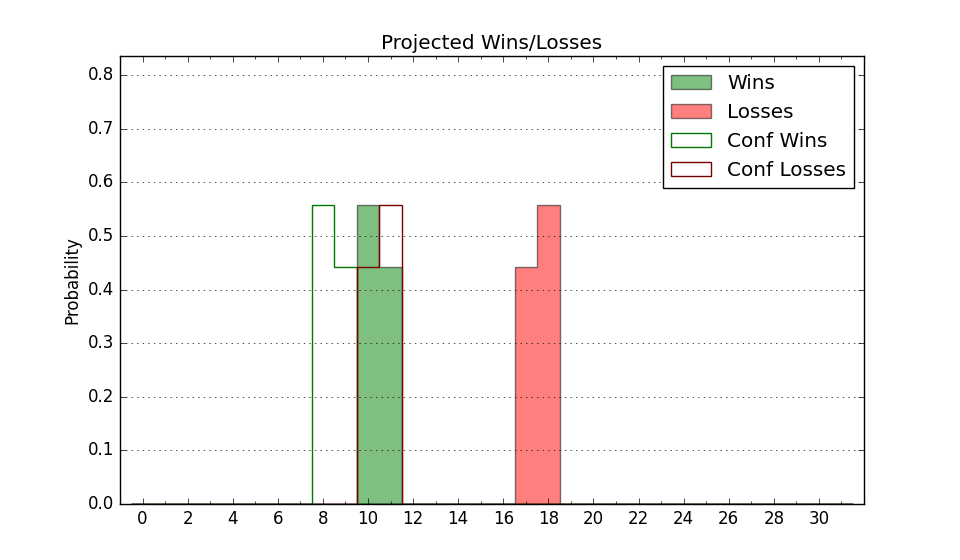 Projected Wins/Losses
Wins
Losses
Conf Wins
Conf Losses
Probability
0.8
0.7
0.6
0.5
0.4
0.3
0.2
0.1
0.0
0 2 4 6 8 10 12 14 16 18 20 22 24 26 28 30